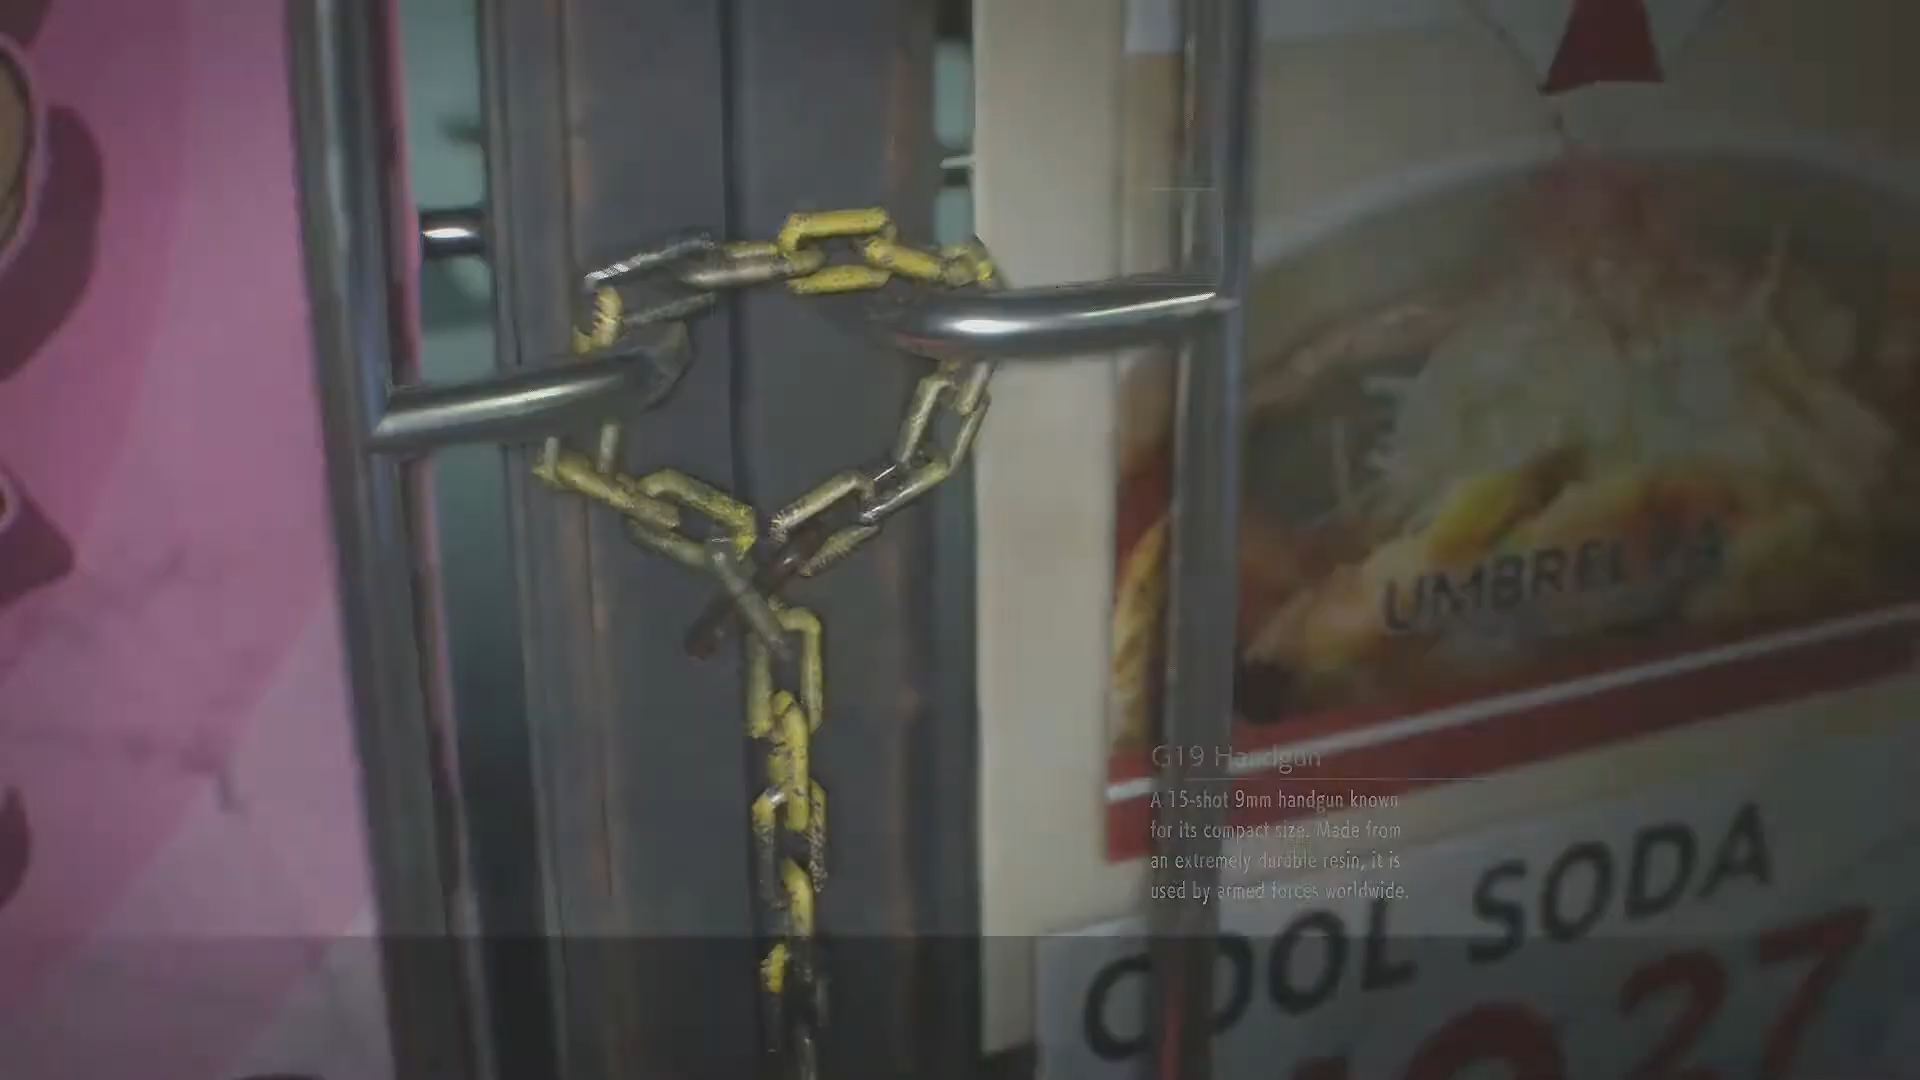 UMBRELLA
G19 Handgun
A 15-shot 9mm handgun known
for its compact size. Made from
an extremely durable resin, it is
used by armed forces worldwide.
COOL SODA
27